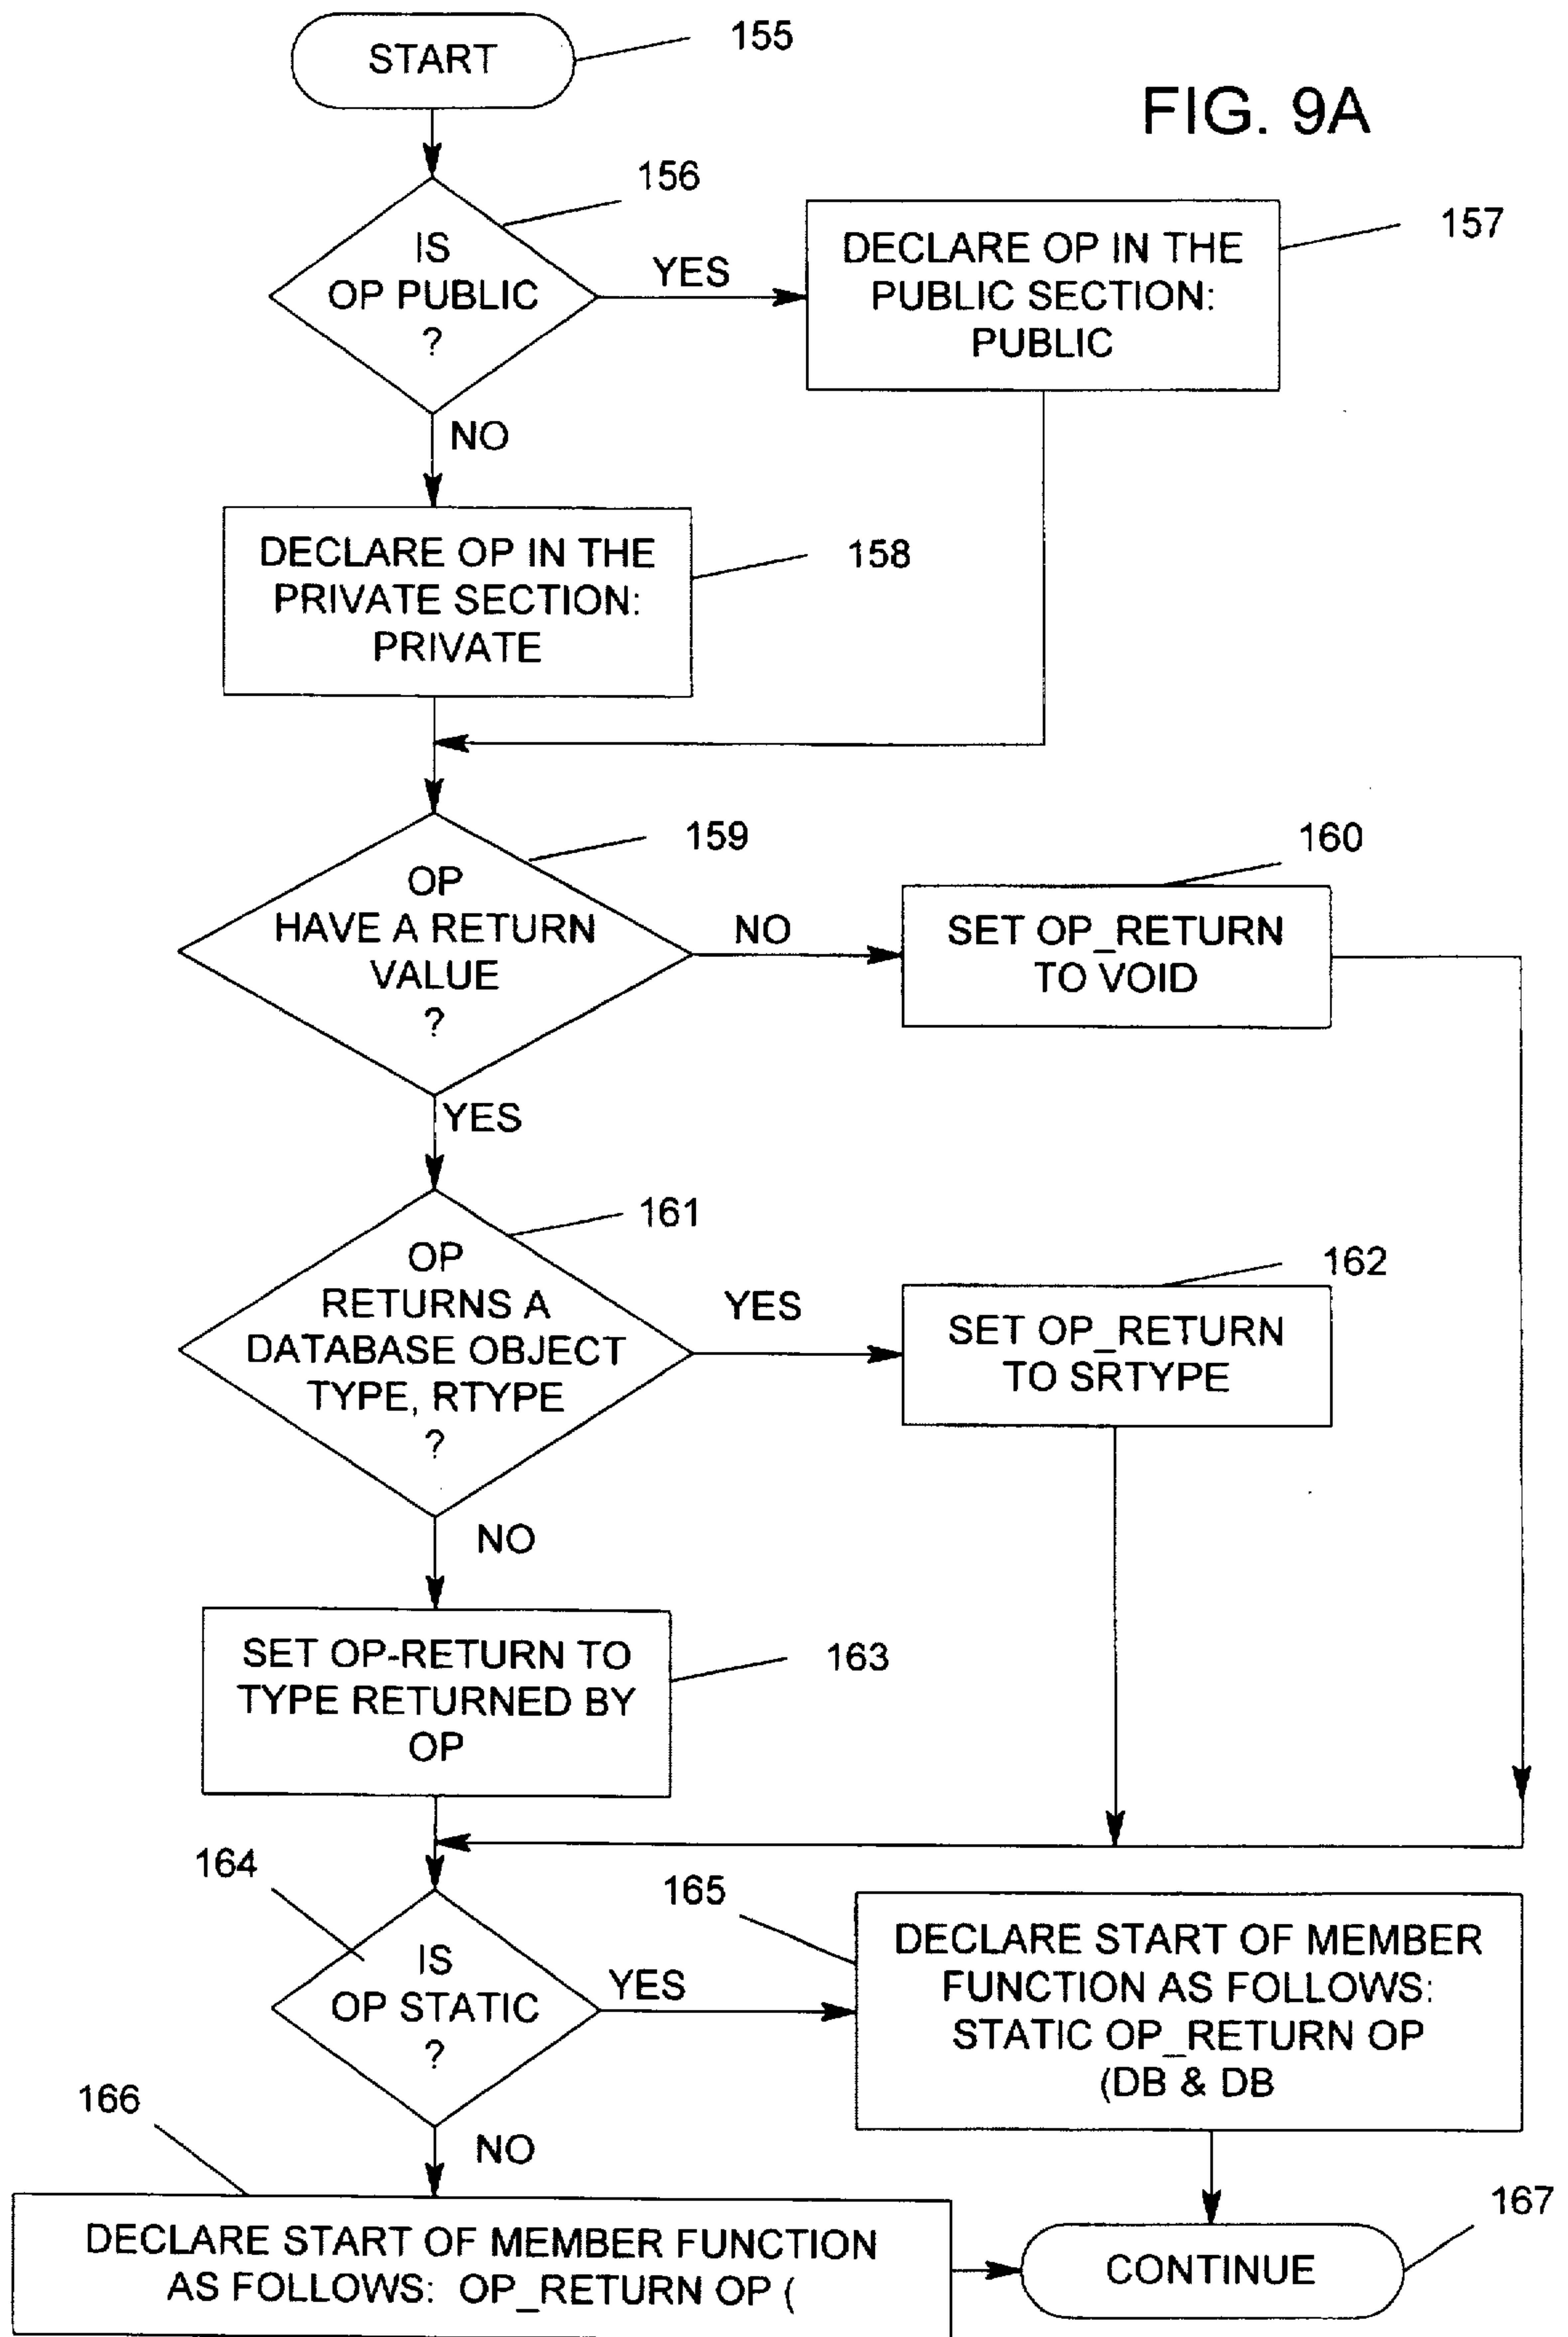 START
155
FIG. 9A
156
IS
OP PUBLIC
?
YES
DECLARE OP IN THE
PUBLIC SECTION:
PUBLIC
157
NO
DECLARE OP IN THE
PRIVATE SECTION:
PRIVATE
158
159
OP
HAVE A RETURN
VALUE
?
NO
160
SET OP_RETURN
TO VOID
YES
161
OP
RETURNS A
DATABASE OBJECT
TYPE, RTYPE
?
YES
162
SET OP_RETURN
TO SRTYPE
NO
SET OP-RETURN TO
TYPE RETURNED BY
OP
163
164
IS
OP STATIC
?
YES
165
DECLARE START OF MEMBER
FUNCTION AS FOLLOWS:
STATIC OP_RETURN OP
(DB & DB
166
NO
DECLARE START OF MEMBER FUNCTION
AS FOLLOWS: OP_RETURN OP (
CONTINUE
167